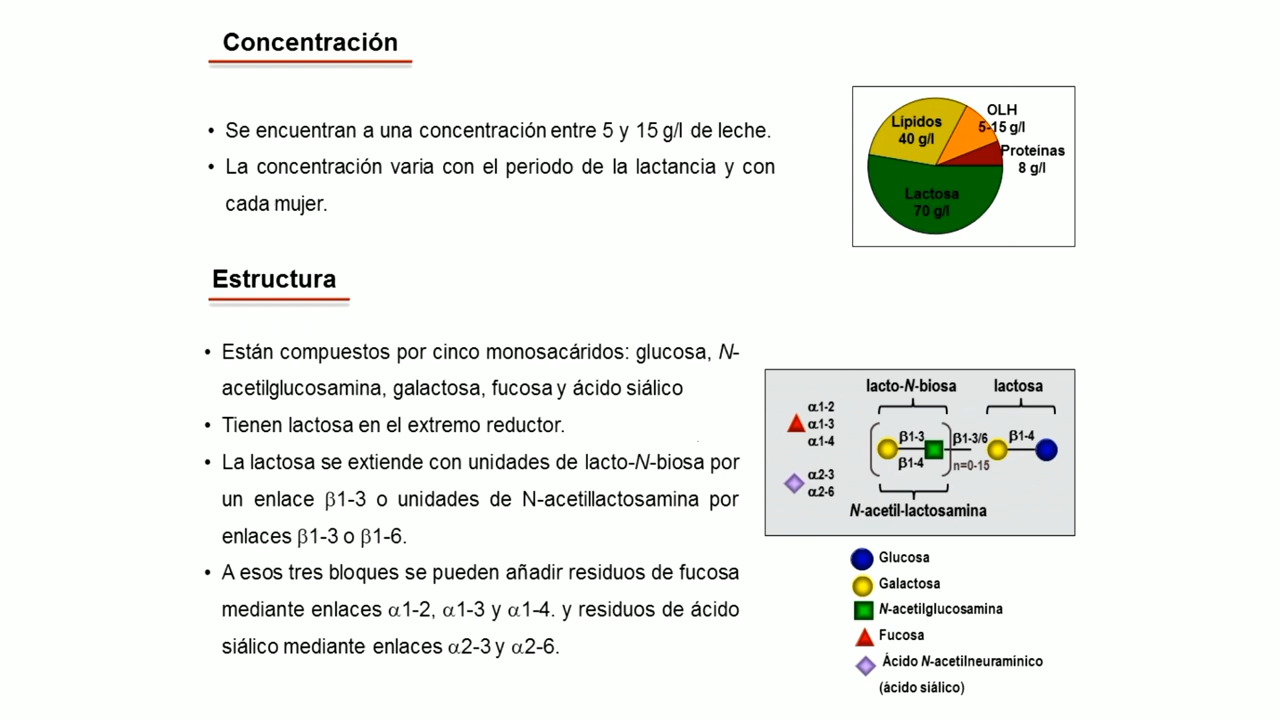 Concentración
• Se encuentran a una concentración entre 5 y 15 g/l de leche.
• La concentración varia con el periodo de la lactancia y con
cada mujer.
Lípidos
40 g/l
OLH
5-15 g/l
Proteínas
8 g/l
Lactosa
70 g/l
Estructura
• Están compuestos por cinco monosacáridos: glucosa, N-
acetilglucosamina, galactosa, fucosa y ácido siálico
• Tienen lactosa en el extremo reductor.
• La lactosa se extiende con unidades de lacto-N-biosa por
un enlace β1-3 o unidades de N-acetillactosamina por
enlaces β1-3 o β1-6.
• A esos tres bloques se pueden añadir residuos de fucosa
mediante enlaces α1-2, α1-3 y α1-4. y residuos de ácido
siálico mediante enlaces α2-3 y α2-6.
lacto-N-biosa lactosa
α1-2
α1-3
α1-4
β1-3
β1-4
β1-3/6
n=0-15
β1-4
α2-3
α2-6
N-acetil-lactosamina
Glucosa
Galactosa
N-acetilglucosamina
Fucosa
Ácido N-acetilneuramínico
(ácido siálico)